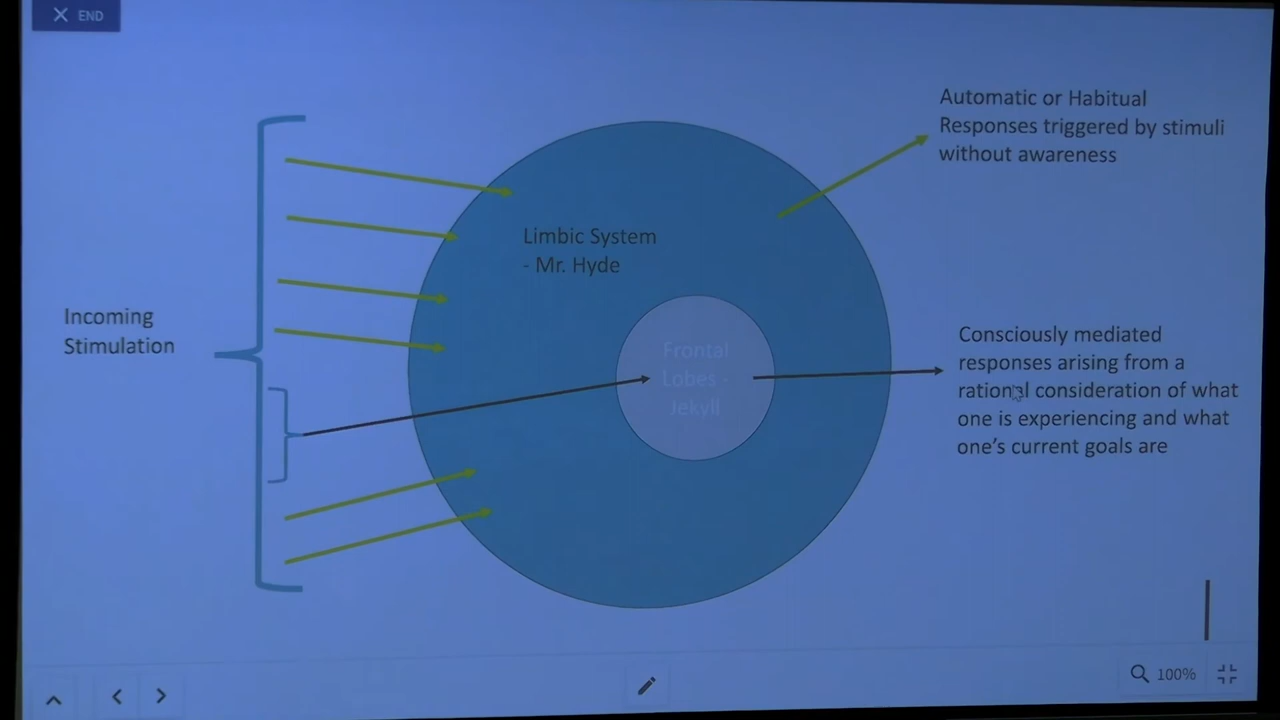 END
Automatic or Habitual
Responses triggered by stimuli
without awareness
Limbic System
- Mr. Hyde
Incoming
Stimulation
Frontal
Lobes -
Jekyll
Consciously mediated
responses arising from a
rational consideration of what
one is experiencing and what
one's current goals are
100%